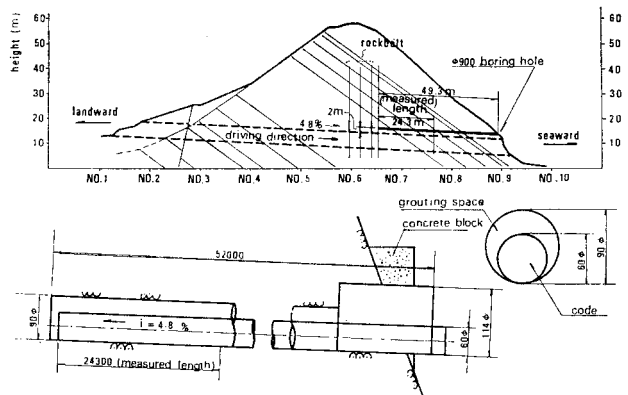 height (m)
60
50
40
30
20
10
landward
rockbolt
2m
4.8%
driving direction
49.3 m
(measured)
length
24.3 m
Φ900 boring hole
60
50
40
30
20
10
seaward
NO.1 NO.2 NO.3 NO.4 NO.5 NO.6 NO.7 NO.8 NO.9 NO.10
grouting space
concrete block
52000
60Φ
90Φ
code
90Φ
i = 4.8 %
60Φ
114Φ
24300 (measured length)